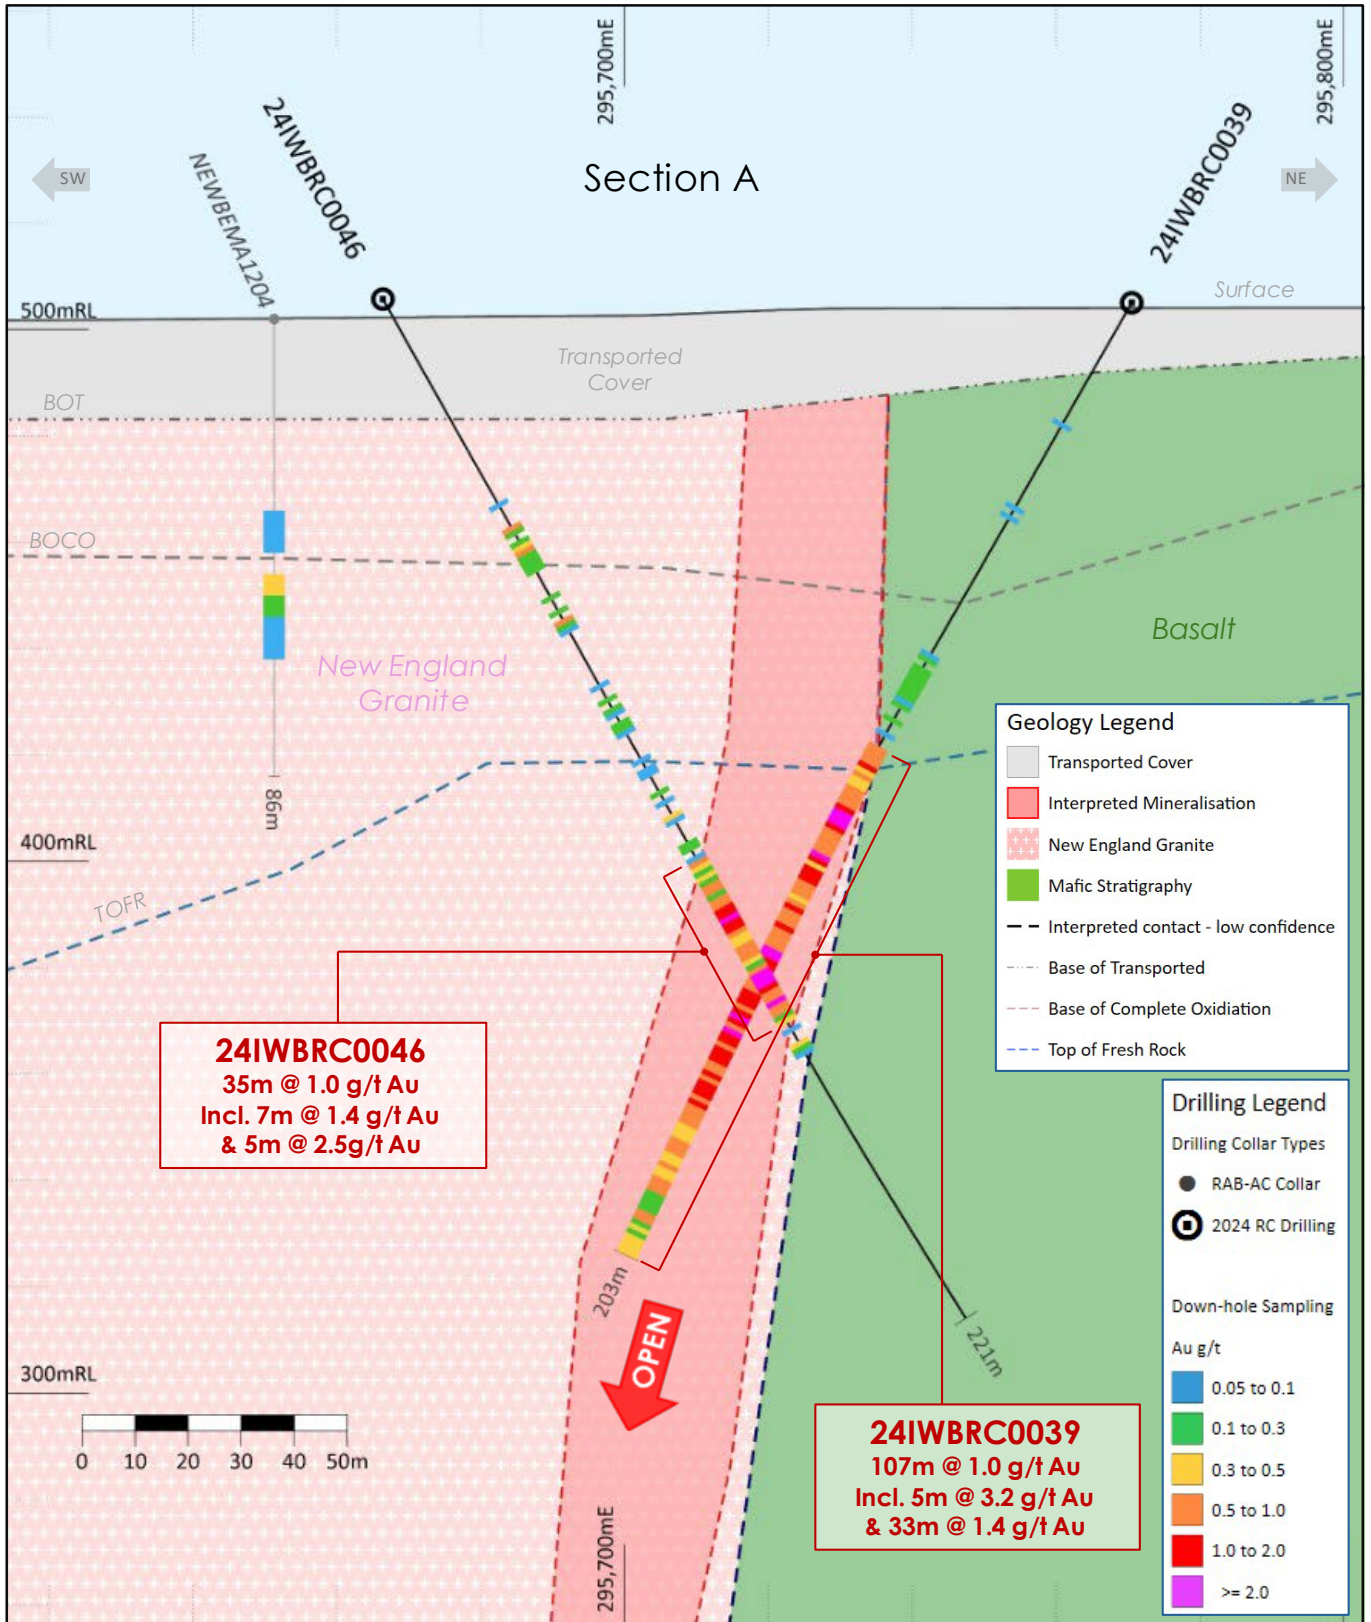 295,700mE
295,800mE
24IWBRC0046
24IWBRC0039
NEWBEMA1204
SW
Section A
NE
Surface
500mRL
Transported
Cover
BOT
BOCO
New England
Granite
Basalt
86m
400mRL
TOFR
Geology Legend
Transported Cover
Interpreted Mineralisation
New England Granite
Mafic Stratigraphy
Interpreted contact - low confidence
Base of Transported
Base of Complete Oxidiation
Top of Fresh Rock
24IWBRC0046
35m @ 1.0 g/t Au
Incl. 7m @ 1.4 g/t Au
& 5m @ 2.5g/t Au
Drilling Legend
Drilling Collar Types
RAB-AC Collar
2024 RC Drilling
Down-hole Sampling
Au g/t
0.05 to 0.1
0.1 to 0.3
0.3 to 0.5
0.5 to 1.0
1.0 to 2.0
>= 2.0
203m
OPEN
221m
300mRL
0 10 20 30 40 50m
24IWBRC0039
107m @ 1.0 g/t Au
Incl. 5m @ 3.2 g/t Au
& 33m @ 1.4 g/t Au
295,700mE